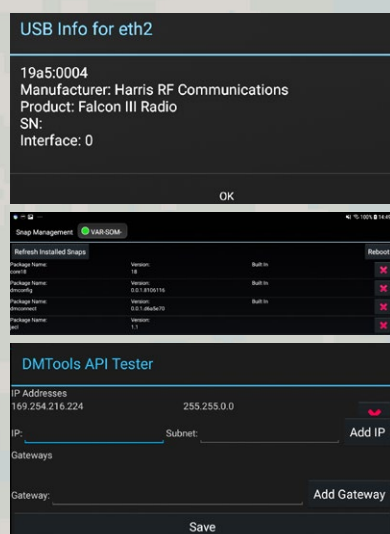 USB Info for eth2
19a5:0004
Manufacturer: Harris RF Communications
Product: Falcon III Radio
SN:
Interface: 0
OK
100% 14:49
Snap Management VAR-SOM-
Refresh Installed Snaps Reboot
Package Name: Version: Built In
core18 18
Package Name: Version: Built In
dmconfig 0.0.1.8106116
Package Name: Version: Built In
dmconnect 0.0.1.d6a5e70
Package Name: Version:
1.1
DMTools API Tester
IP Addresses
169.254.216.224 255.255.0.0
IP: Subnet: Add IP
Gateways
Gateway: Add Gateway
Save